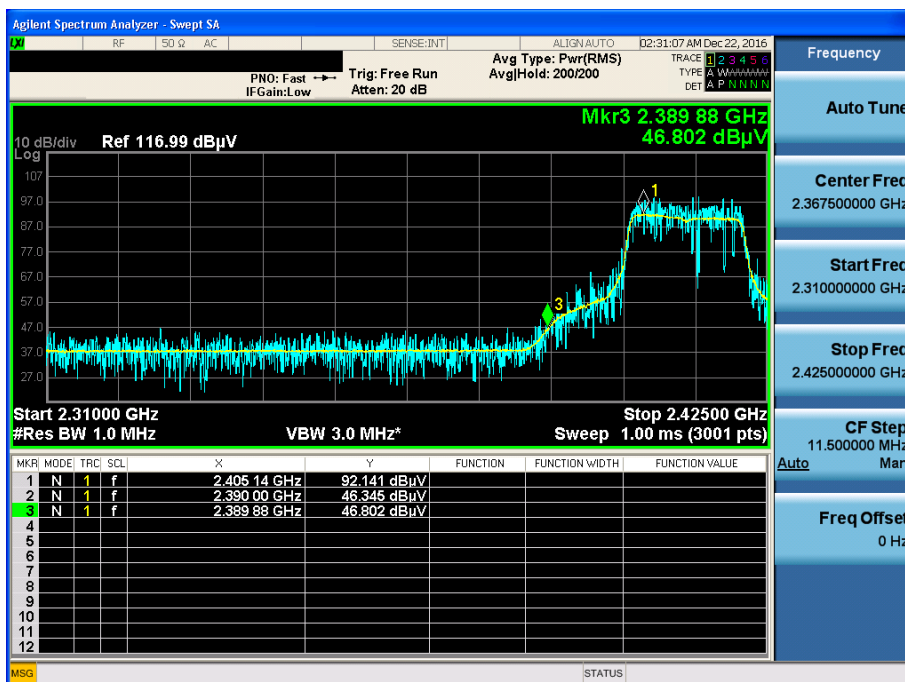 Agilent Spectrum Analyzer - Swept SA
LXI RF 50 Ω AC SENSE:INT ALIGN AUTO 02:31:07 AM Dec 22, 2016
PNO: Fast Trig: Free Run Avg Type: Pwr(RMS) TRACE 1 2 3 4 5 6
IFGain:Low Atten: 20 dB Avg|Hold: 200/200 TYPE A
DET A P N N N N
Mkr3 2.389 88 GHz
46.802 dBµV
10 dB/div Ref 116.99 dBµV
Log
107
97.0
87.0
77.0
67.0
57.0
47.0
37.0
27.0
1
3
Start 2.31000 GHz Stop 2.42500 GHz
#Res BW 1.0 MHz VBW 3.0 MHz* Sweep 1.00 ms (3001 pts)
MKR MODE TRC SCL X Y FUNCTION FUNCTION WIDTH FUNCTION VALUE
1 N 1 f 2.405 14 GHz 92.141 dBµV
2 N 1 f 2.390 00 GHz 46.345 dBµV
3 N 1 f 2.389 88 GHz 46.802 dBµV
4
5
6
7
8
9
10
11
12
MSG STATUS
Frequency
Auto Tune
Center Freq
2.367500000 GHz
Start Freq
2.310000000 GHz
Stop Freq
2.425000000 GHz
CF Step
11.500000 MHz
Auto Man
Freq Offset
0 Hz